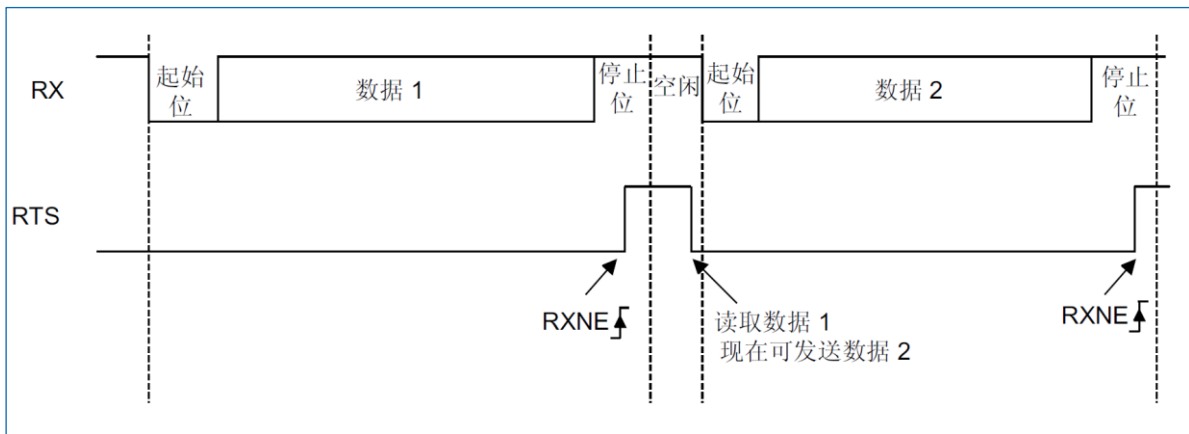 RX
起始
位
数据 1
停止
位
空闲
起始
位
数据 2
停止
位
RTS
RXNE
读取数据 1
现在可发送数据 2
RXNE